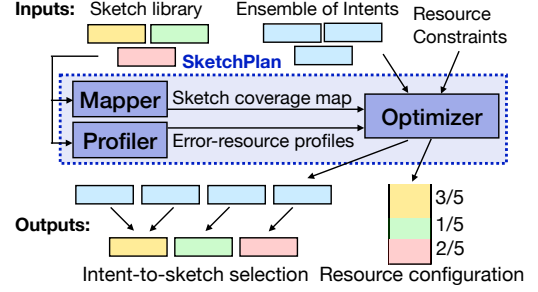 Inputs: Sketch library
Ensemble of Intents
Resource
Constraints
SketchPlan
Mapper
Sketch coverage map
Optimizer
Profiler
Error-resource profiles
3/5
Outputs:
1/5
2/5
Intent-to-sketch selection
Resource configuration